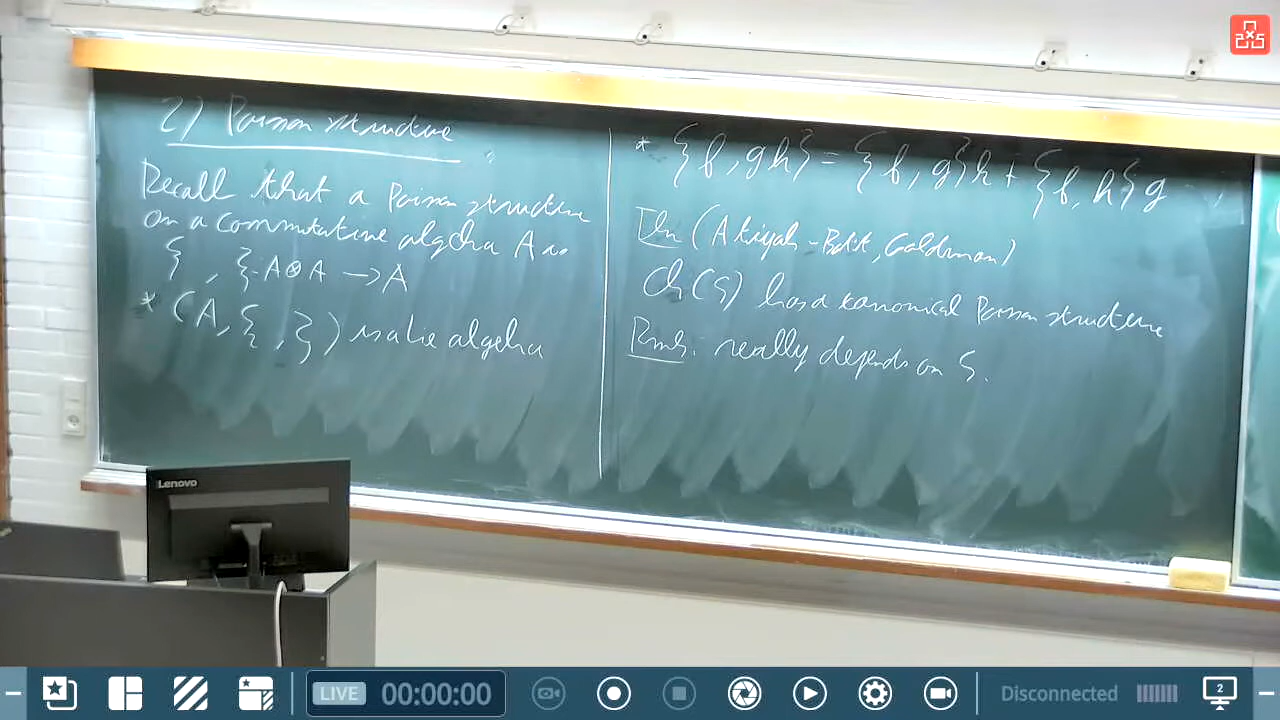 2) Poisson structure
Recall that a Poisson structure
on a commutative algebra A is
{ , } A ⊗ A → A
* (A, { , }) is a Lie algebra
* {f, gh} = {f, g}h + {f, h}g
Thm (Atiyah-Bott, Goldman)
Ch(S) has a canonical Poisson structure
Rmk: really depends on S.
Lenovo
LIVE 00:00:00 Disconnected 2